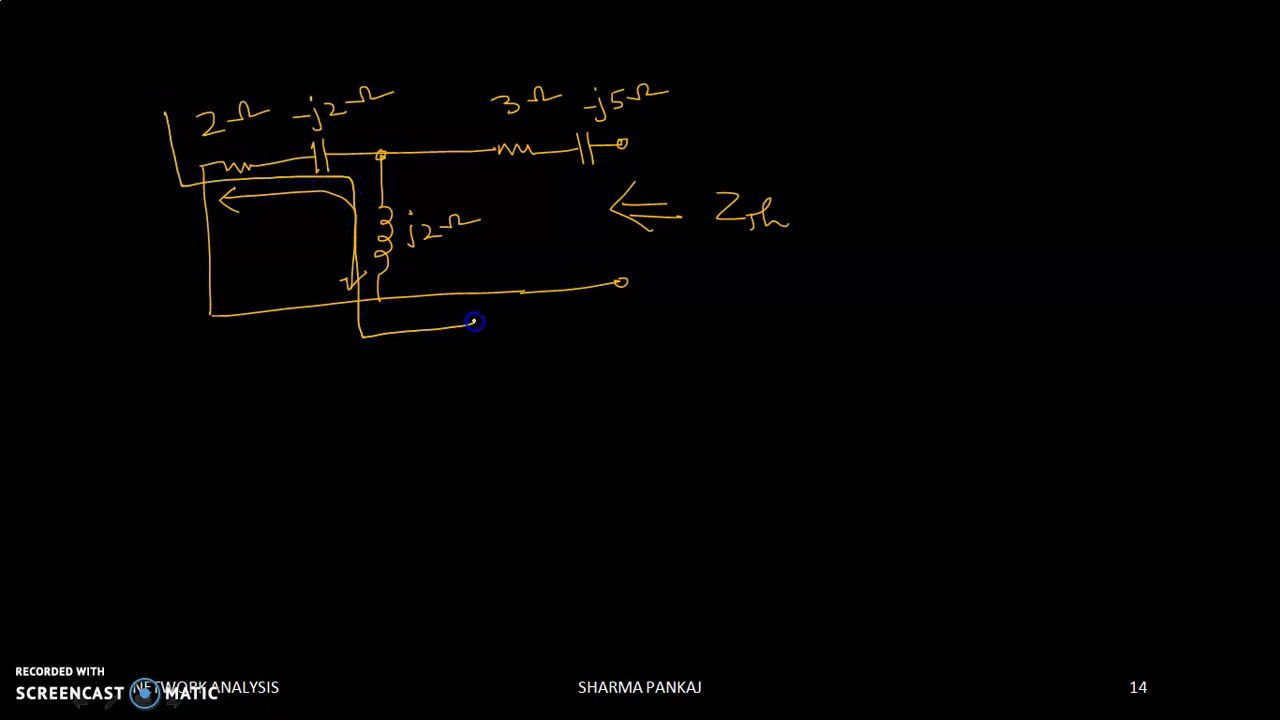 2Ω -j2Ω 3Ω -j5Ω
j2Ω
ZTh
RECORDED WITH
SCREENCAST MATIC
NETWORK ANALYSIS SHARMA PANKAJ 14